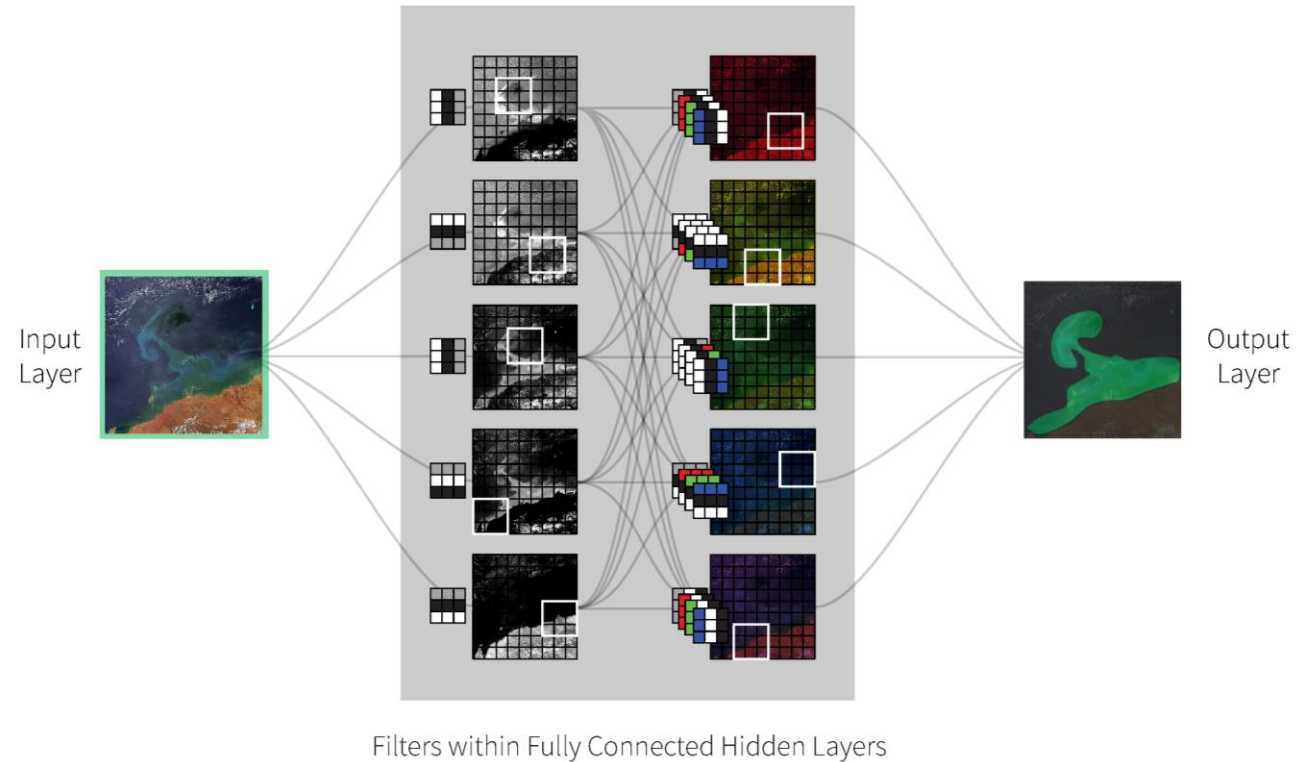 Input
Layer
Output
Layer
Filters within Fully Connected Hidden Layers